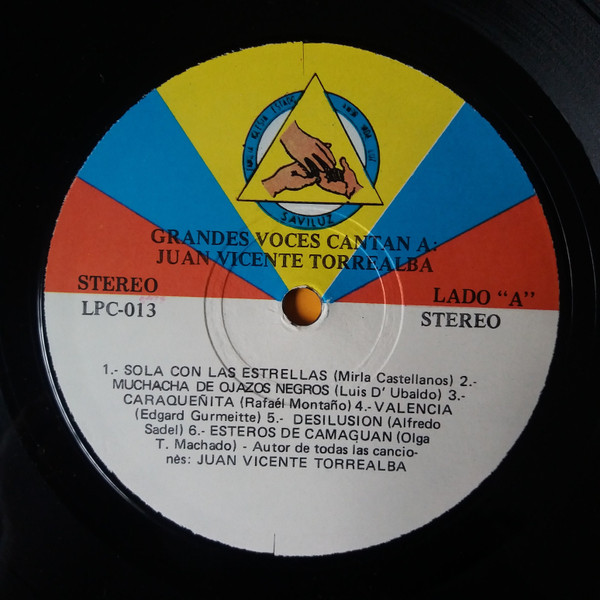 SAVILUZ
GRANDES VOCES CANTAN A:
JUAN VICENTE TORREALBA
STEREO
LPC-013
LADO "A"
STEREO
1.- SOLA CON LAS ESTRELLAS (Mirla Castellanos) 2.-
MUCHACHA DE OJAZOS NEGROS (Luis D' Ubaldo) 3.-
CARAQUEÑITA (Rafaél Montaño) 4.- VALENCIA
(Edgard Gurmeitte) 5.- DESILUSION (Alfredo
Sadel) 6.- ESTEROS DE CAMAGUAN (Olga
T. Machado) - Autor de todas las cancio-
nès: JUAN VICENTE TORREALBA